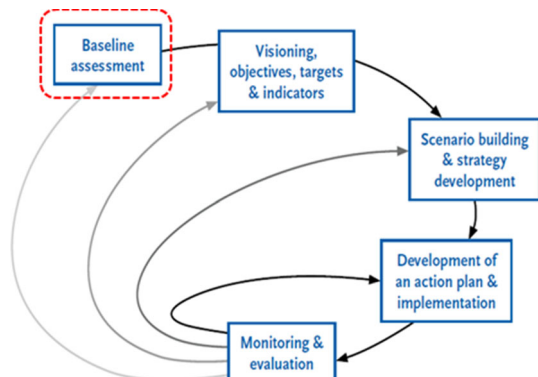 Baseline
assessment
Visioning,
objectives, targets
& indicators
Scenario building
& strategy
development
Development of
an action plan &
implementation
Monitoring &
evaluation